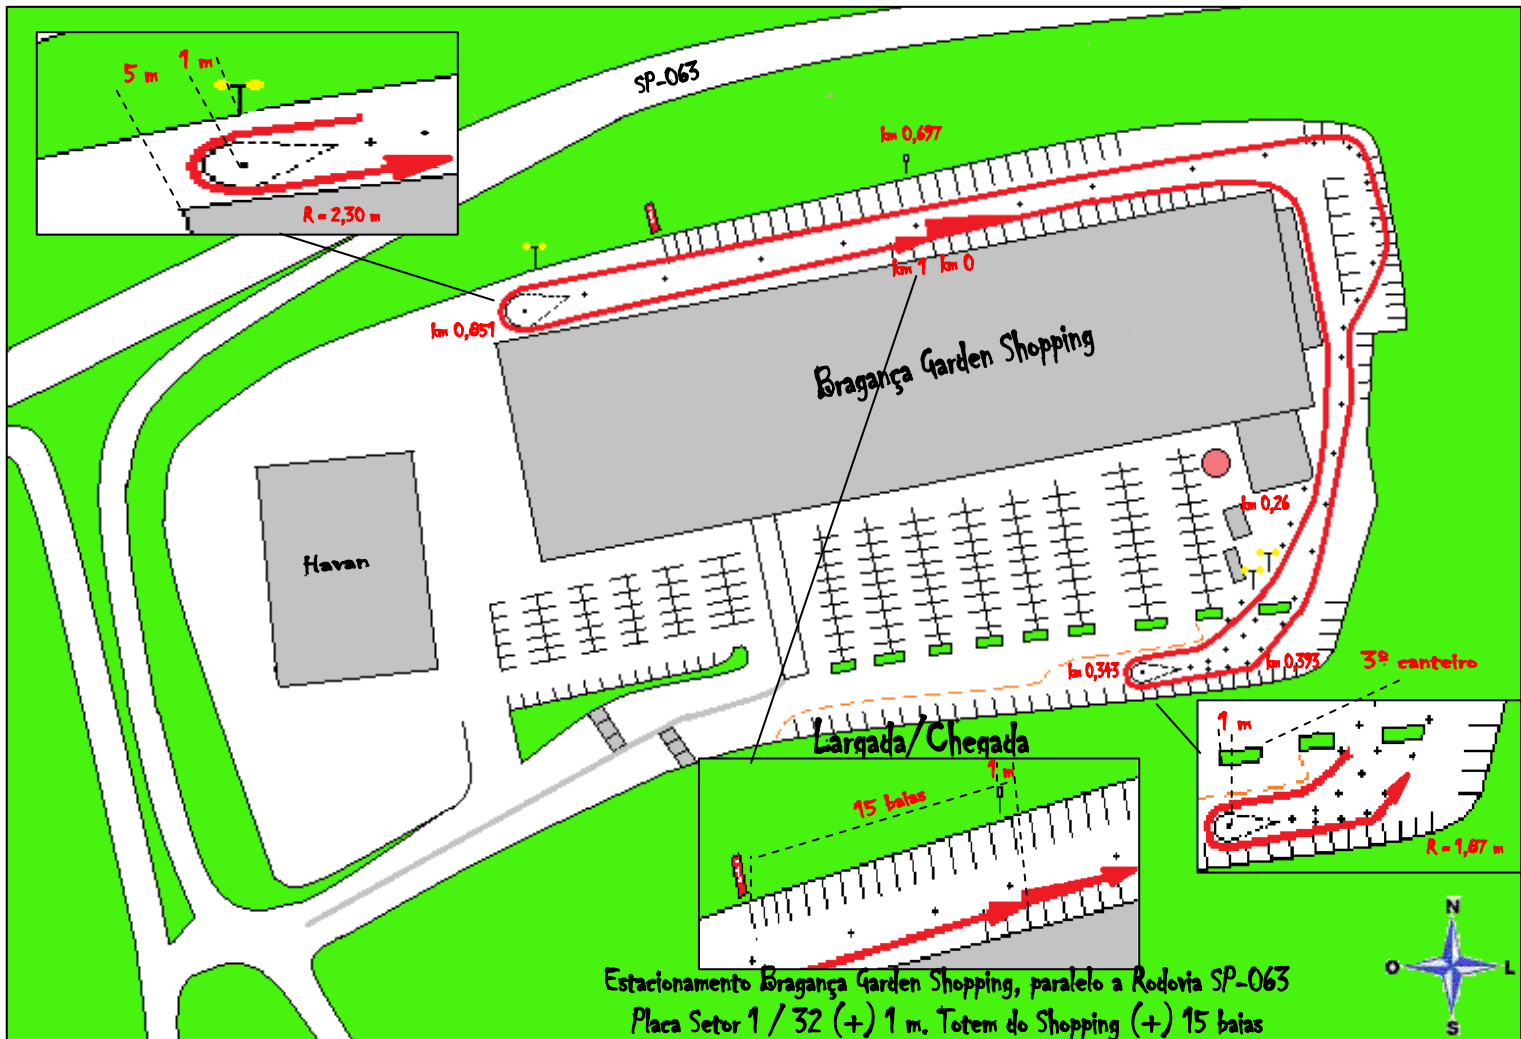 5 m
1 m
R = 2,30 m
SP-063
km 0,697
km 1
km 0
km 0,851
Bragança Garden Shopping
Havan
km 0,26
km 0,343
km 0,393
3º canteiro
1 m
R = 1,87 m
Largada/Chegada
1 m
15 baias
N
O
L
S
Estacionamento Bragança Garden Shopping, paralelo a Rodovia SP-063
Placa Setor 1 / 32 (+) 1 m. Totem do Shopping (+) 15 baias